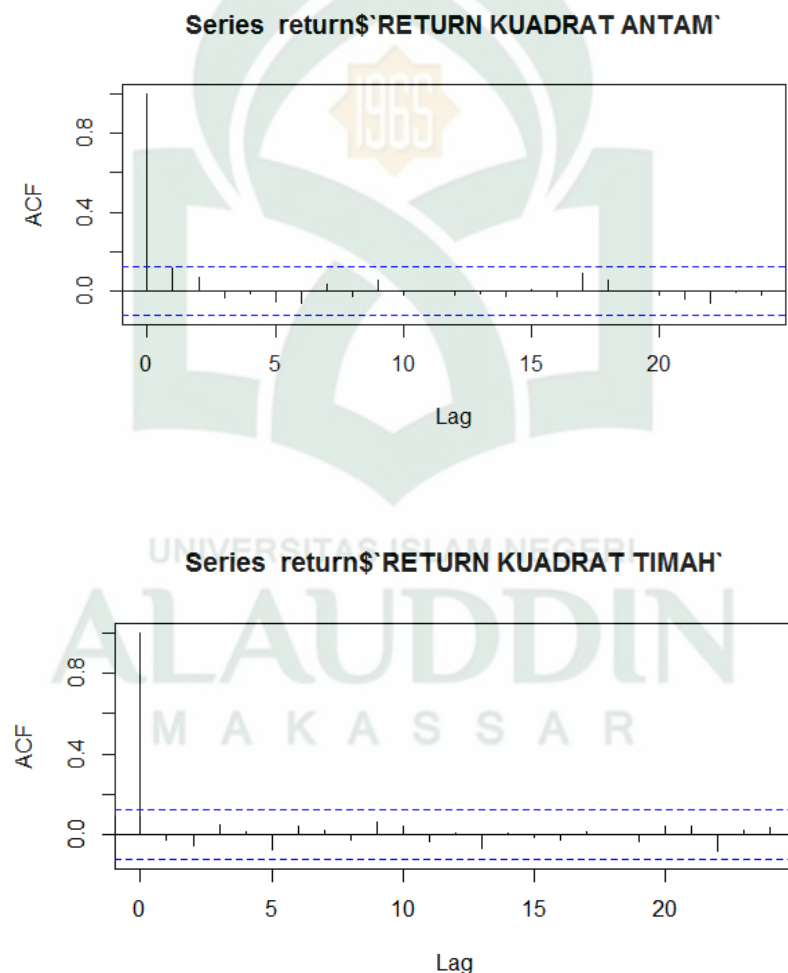 Series return$`RETURN KUADRAT ANTAM`
1965
ACF
0.8
0.4
0.0
0 5 10 15 20
Lag
UNIVERSITAS ISLAM NEGERI
Series return$`RETURN KUADRAT TIMAH`
ALAUDDIN
MAKASSAR
ACF
0.8
0.4
0.0
0 5 10 15 20
Lag